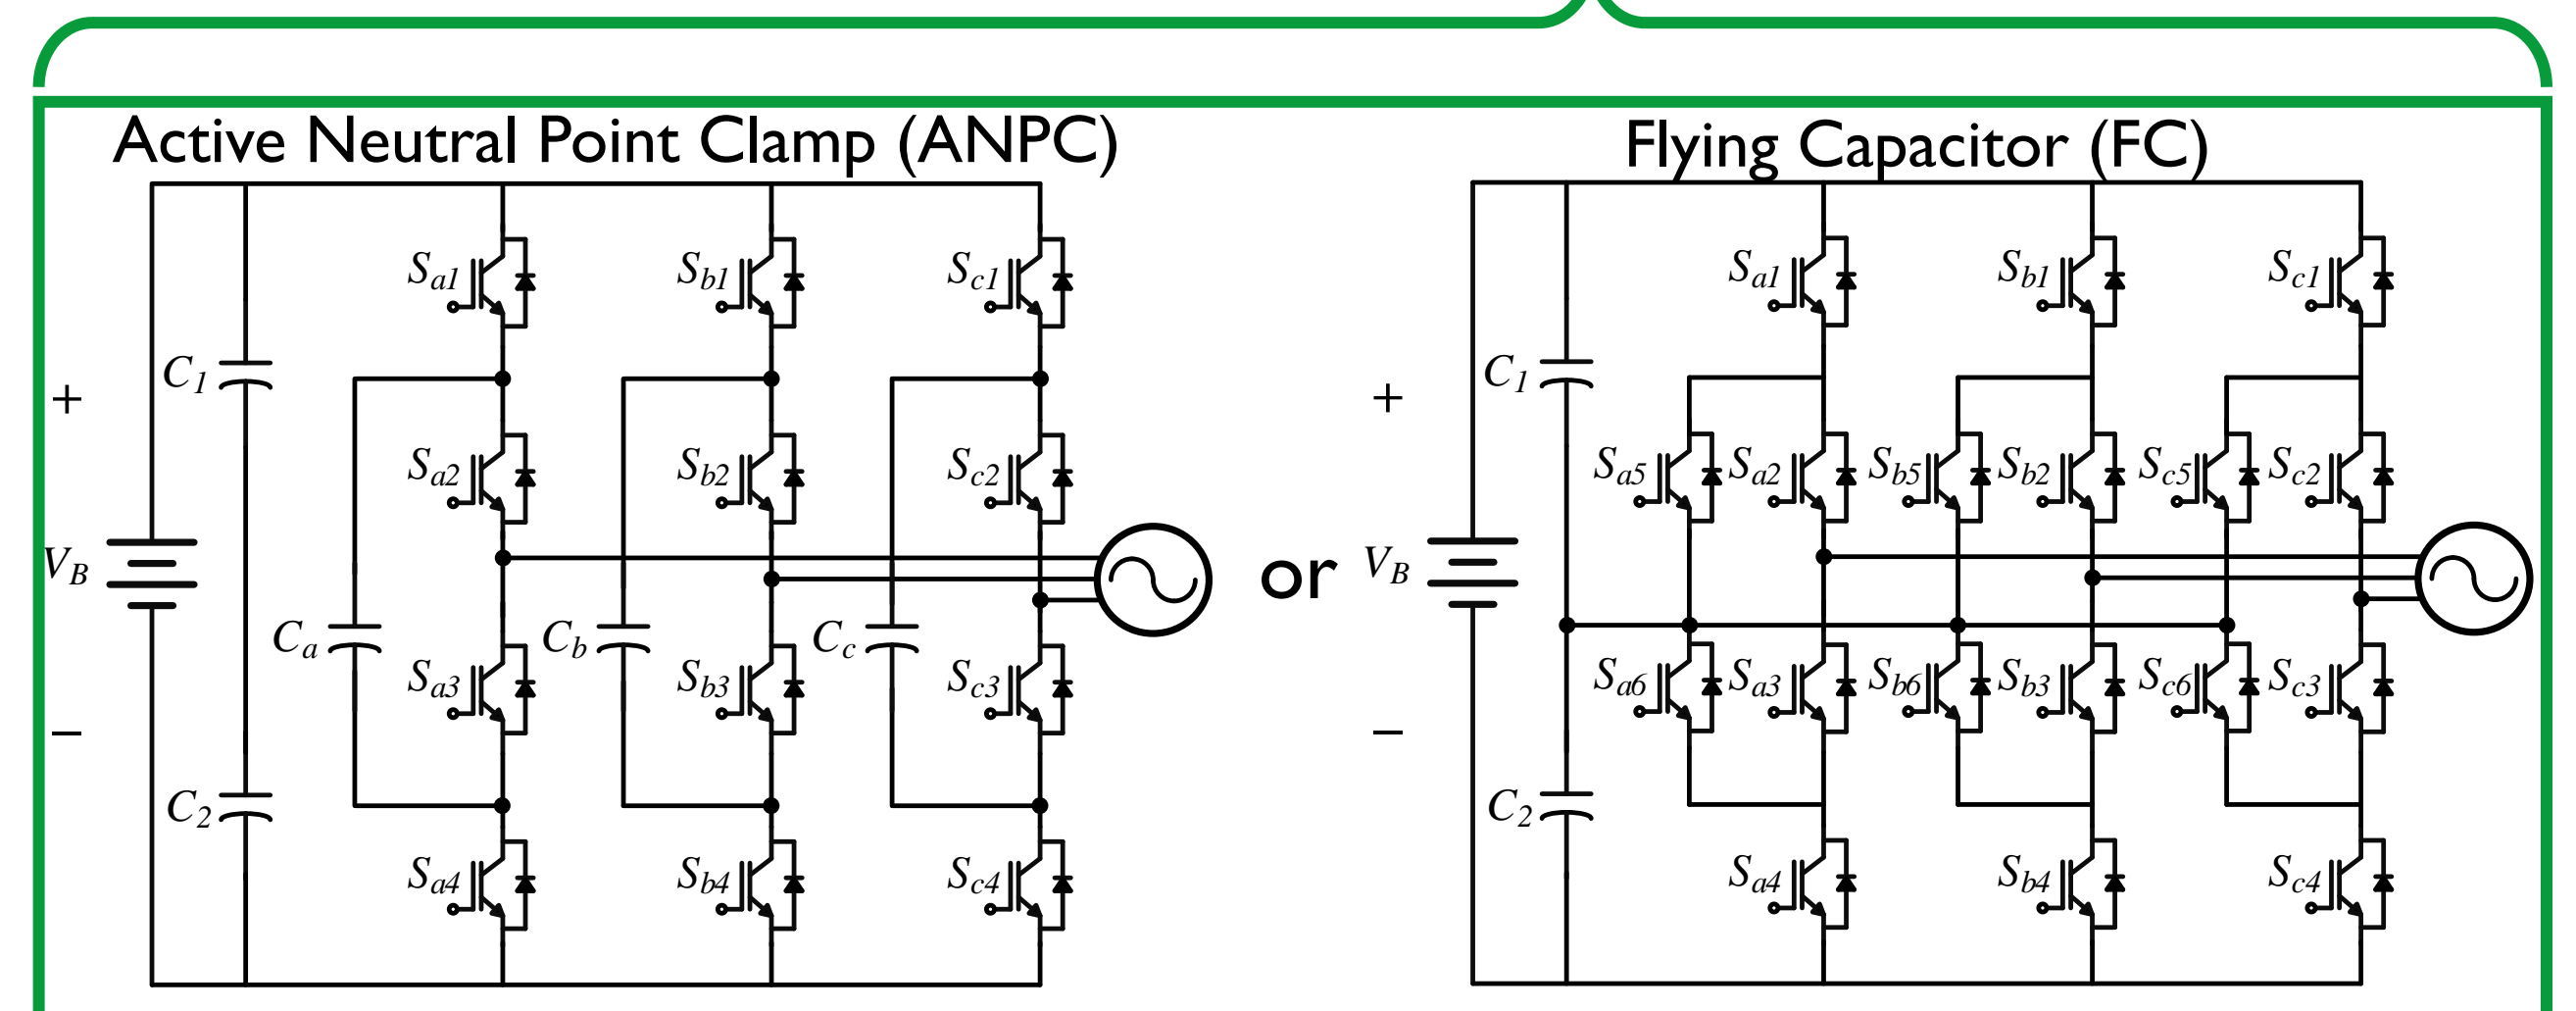 Active Neutral Point Clamp (ANPC)
Flying Capacitor (FC)
Sa1 Sb1 Sc1
Sa1 Sb1 Sc1
C1
C1
+
+
Sa2 Sb2 Sc2
Sa5 Sa2 Sb5 Sb2 Sc5 Sc2
VB
or
VB
Ca Cb Cc
Sa3 Sb3 Sc3
Sa6 Sa3 Sb6 Sb3 Sc6 Sc3
−
−
C2
C2
Sa4 Sb4 Sc4
Sa4 Sb4 Sc4